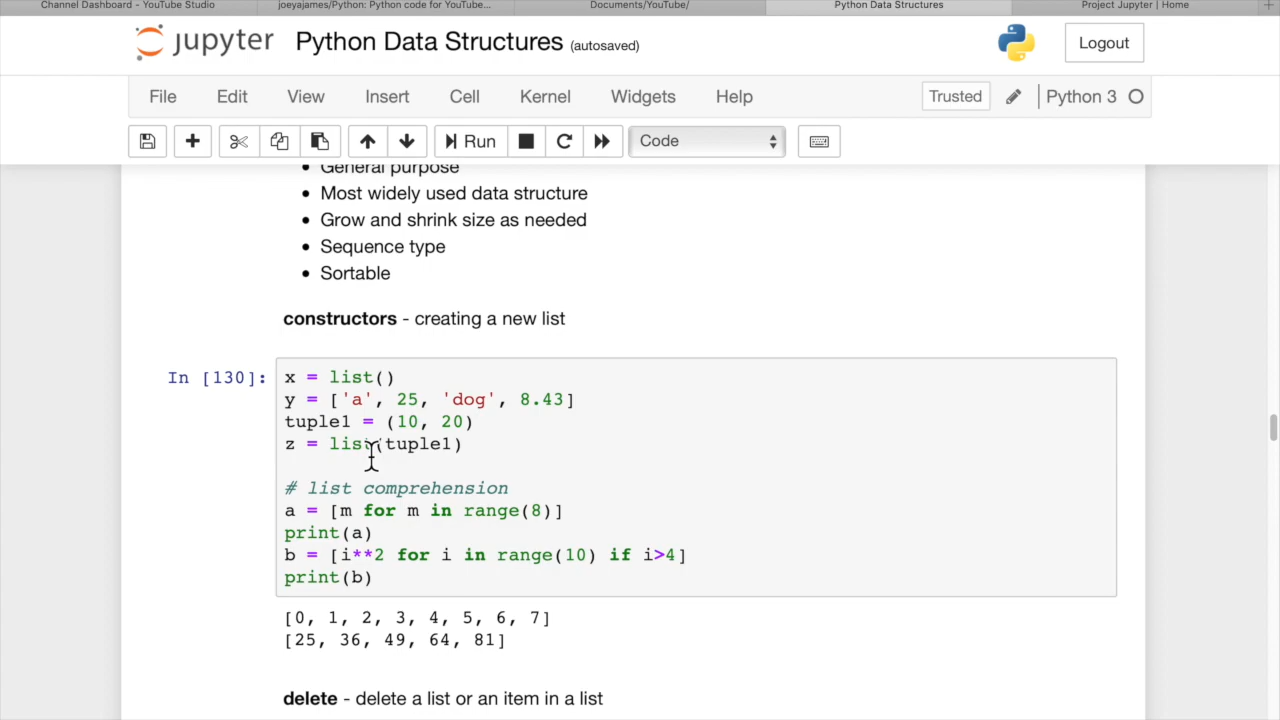 Channel Dashboard - YouTube Studio joeyajames/Python: Python code for YouTube... Documents/YouTube/ Python Data Structures Project Jupyter | Home +
jupyter Python Data Structures (autosaved) Logout
File Edit View Insert Cell Kernel Widgets Help Trusted Python 3
Run Code
• General purpose
• Most widely used data structure
• Grow and shrink size as needed
• Sequence type
• Sortable
constructors - creating a new list
In [130]: x = list()
y = ['a', 25, 'dog', 8.43]
tuple1 = (10, 20)
z = list(tuple1)
# list comprehension
a = [m for m in range(8)]
print(a)
b = [i**2 for i in range(10) if i>4]
print(b)
[0, 1, 2, 3, 4, 5, 6, 7]
[25, 36, 49, 64, 81]
delete - delete a list or an item in a list